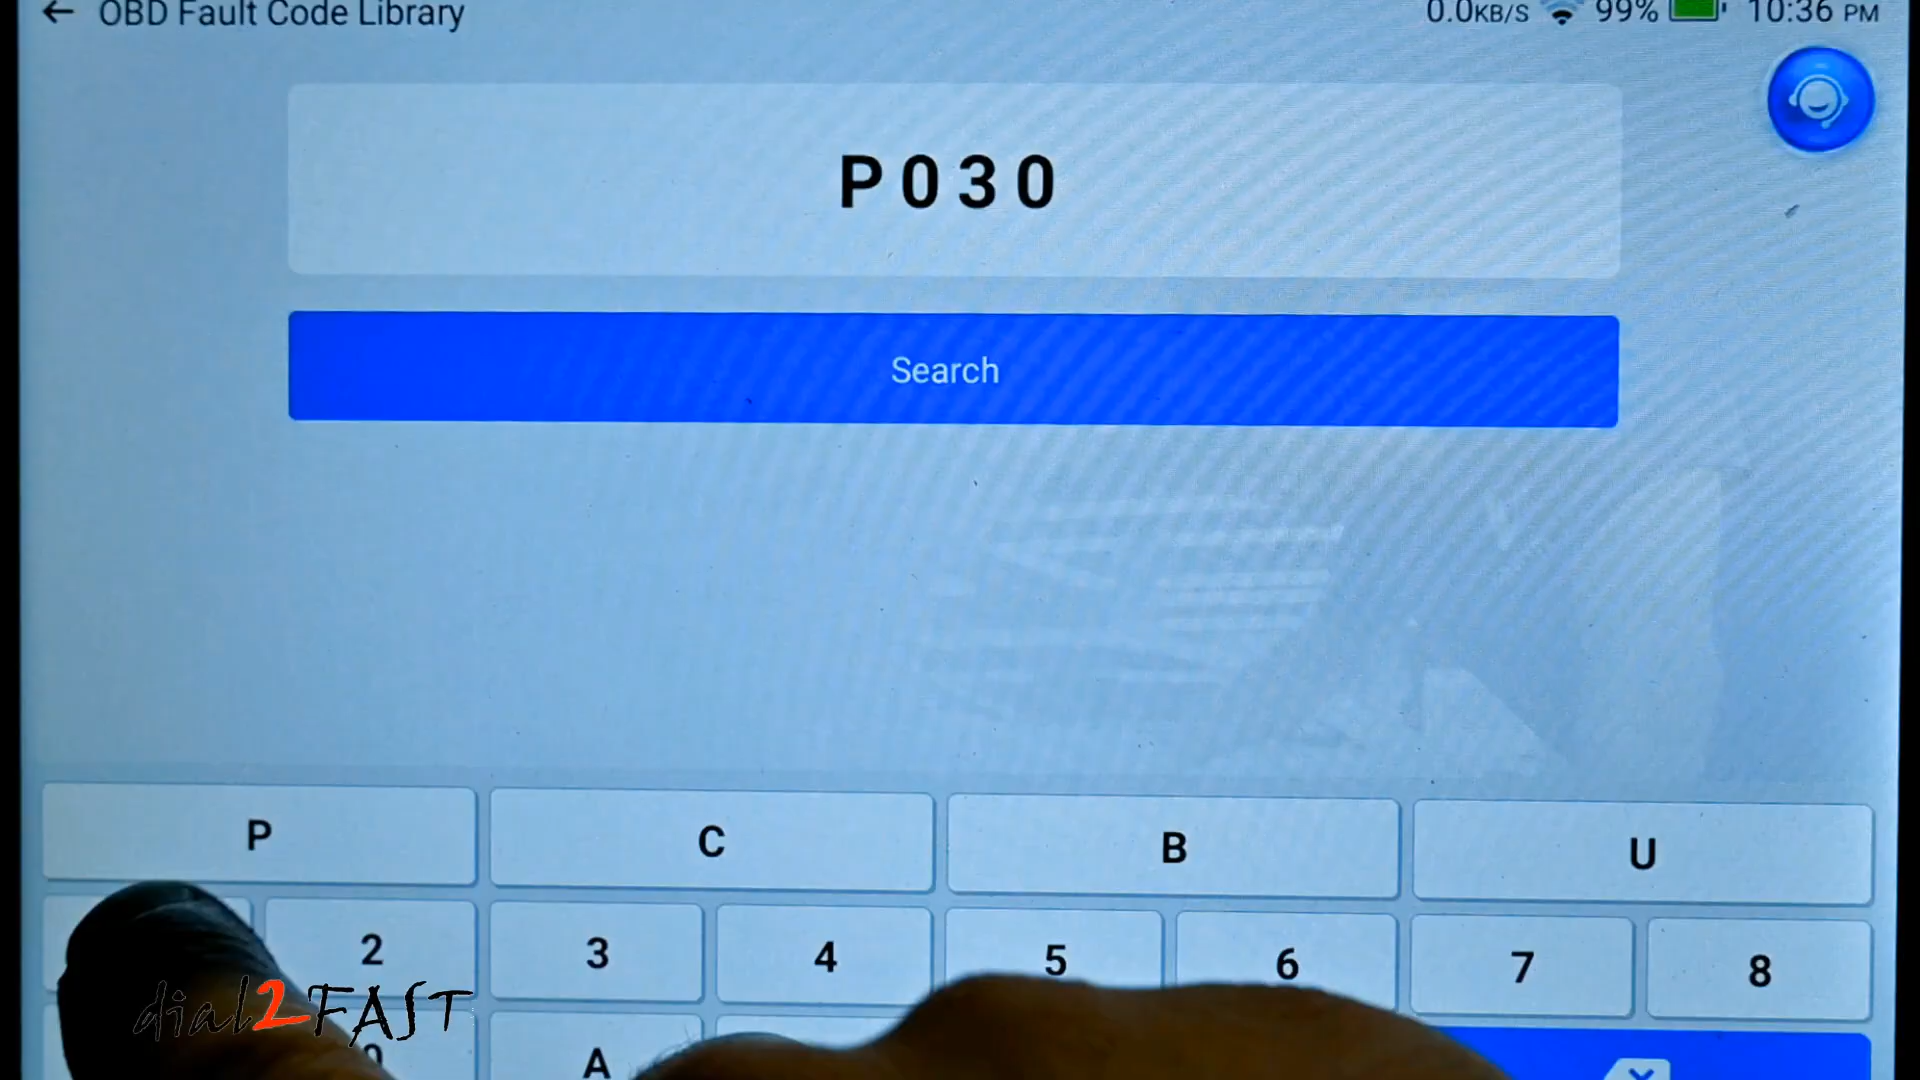 ← OBD Fault Code Library
0.0KB/S 99% 10:36 PM
P030
Search
P C B U
2 3 4 5 6 7 8
dial2FAST
0 A